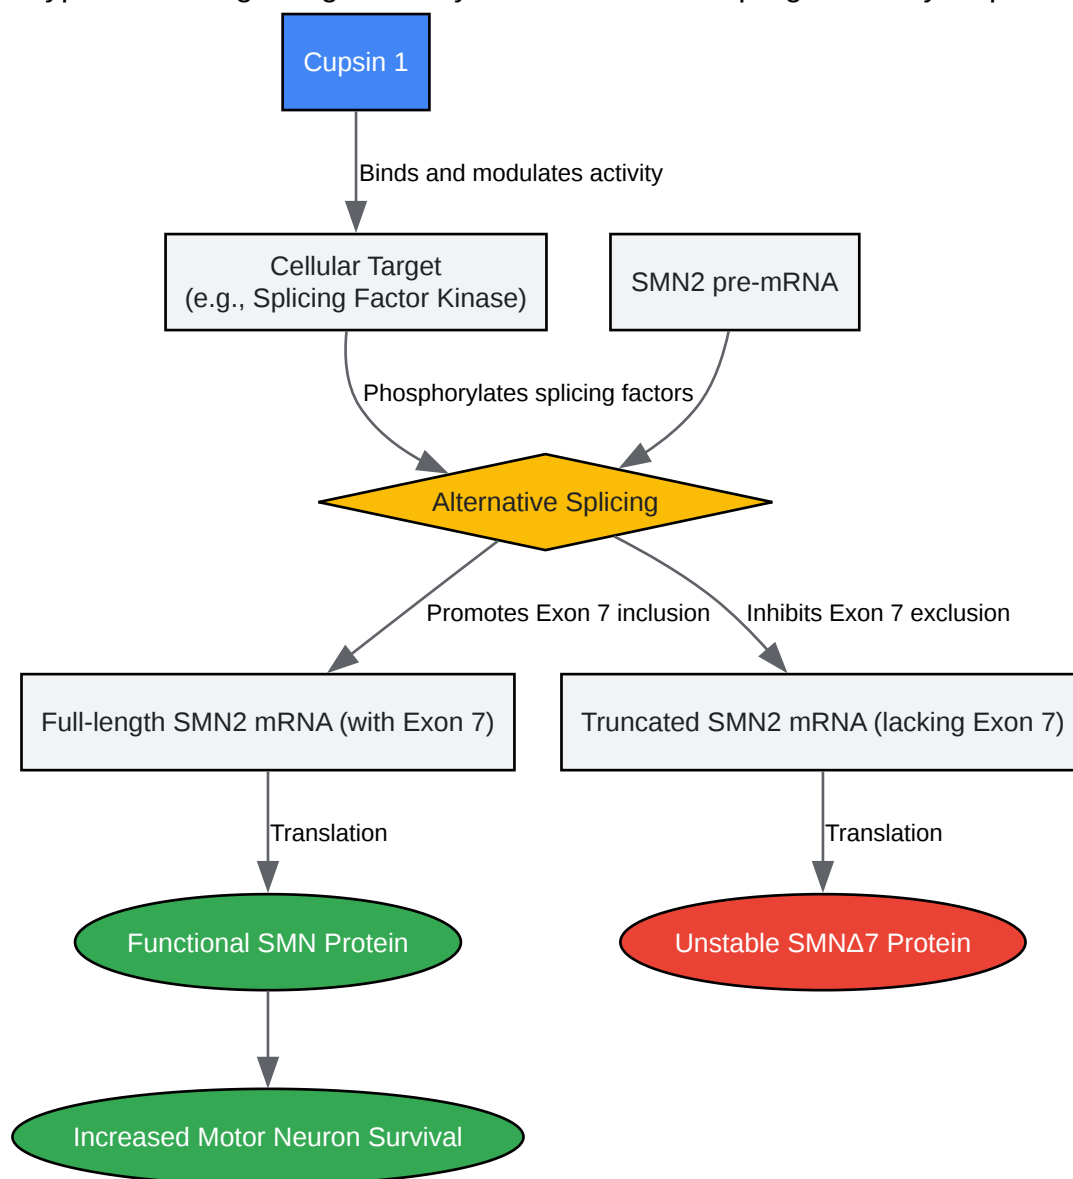 Cupsin 1
Binds and modulates activity
Cellular Target
(e.g., Splicing Factor Kinase)
SMN2 pre-mRNA
Phosphorylates splicing factors
Alternative Splicing
Promotes Exon 7 inclusion
Inhibits Exon 7 exclusion
Full-length SMN2 mRNA (with Exon 7)
Truncated SMN2 mRNA (lacking Exon 7)
Translation
Translation
Functional SMN Protein
Unstable SMNΔ7 Protein
Increased Motor Neuron Survival